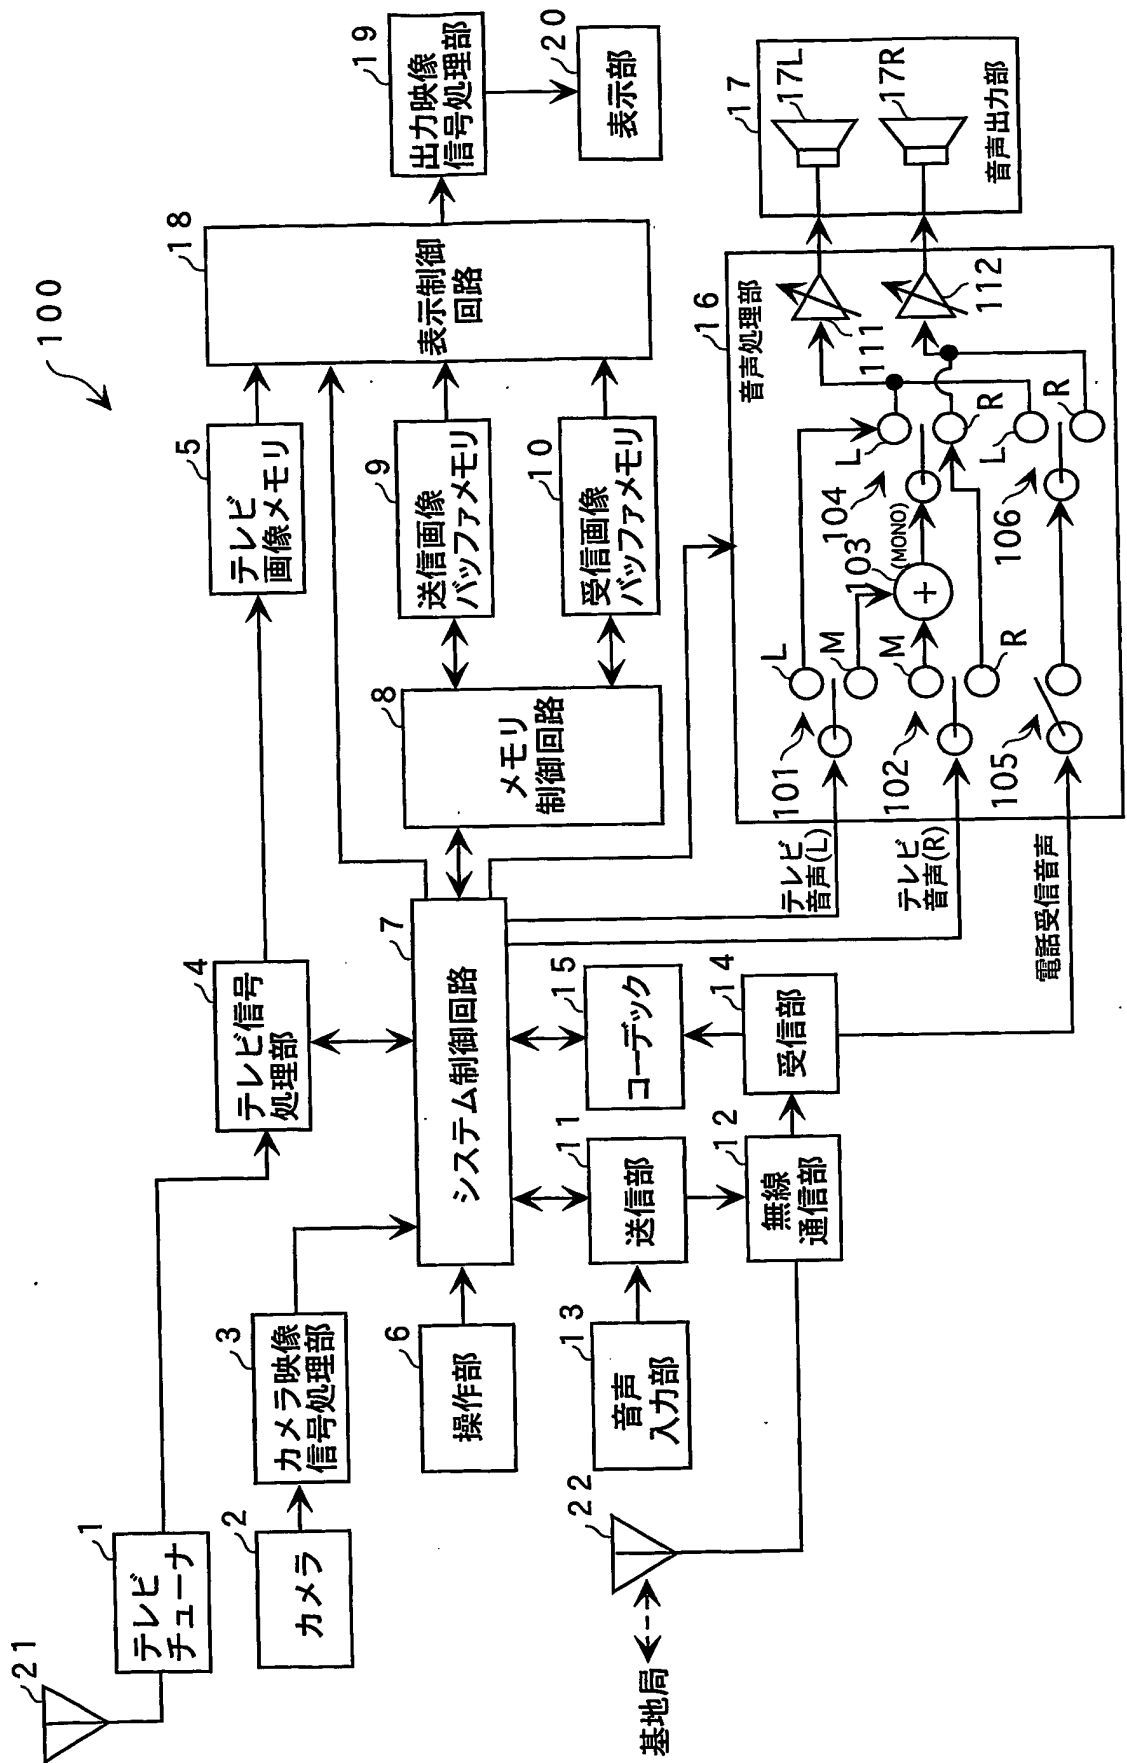 100
21
1
テレビ
チューナ
2
カメラ
3
カメラ映像
信号処理部
4
テレビ信号
処理部
5
テレビ
画像メモリ
6
操作部
7
システム制御回路
8
メモリ
制御回路
9
送信画像
バッファメモリ
10
受信画像
バッファメモリ
18
表示制御
回路
19
出力映像
信号処理部
20
表示部
13
音声
入力部
11
送信部
15
コーデック
12
無線
通信部
14
受信部
22
基地局
テレビ
音声(L)
テレビ
音声(R)
電話受信音声
16
音声処理部
101
L
M
102
M
R
105
103
(MONO)
104
L
R
106
L
R
111
112
17
17L
17R
音声出力部